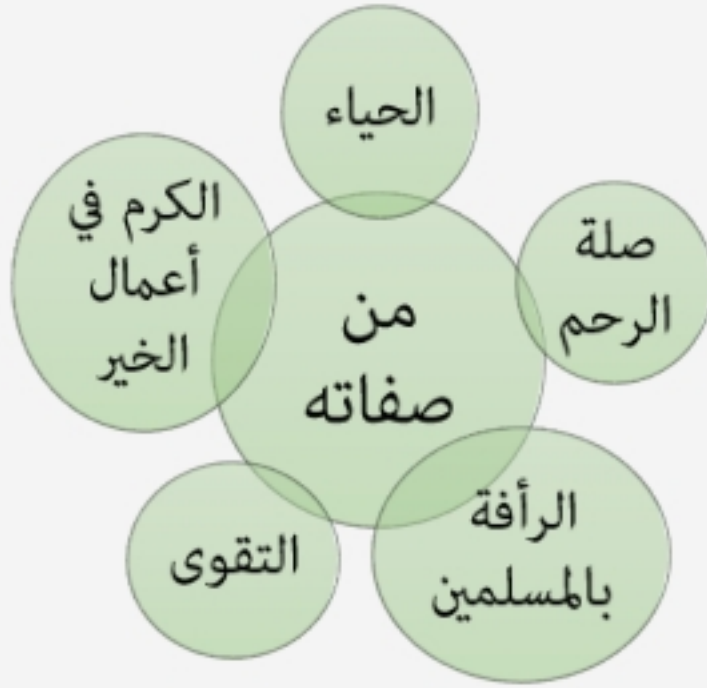 الحياء
صلة
الرحم
الرأفة
بالمسلمين
التقوى
الكرم في
أعمال
الخير
من
صفاته